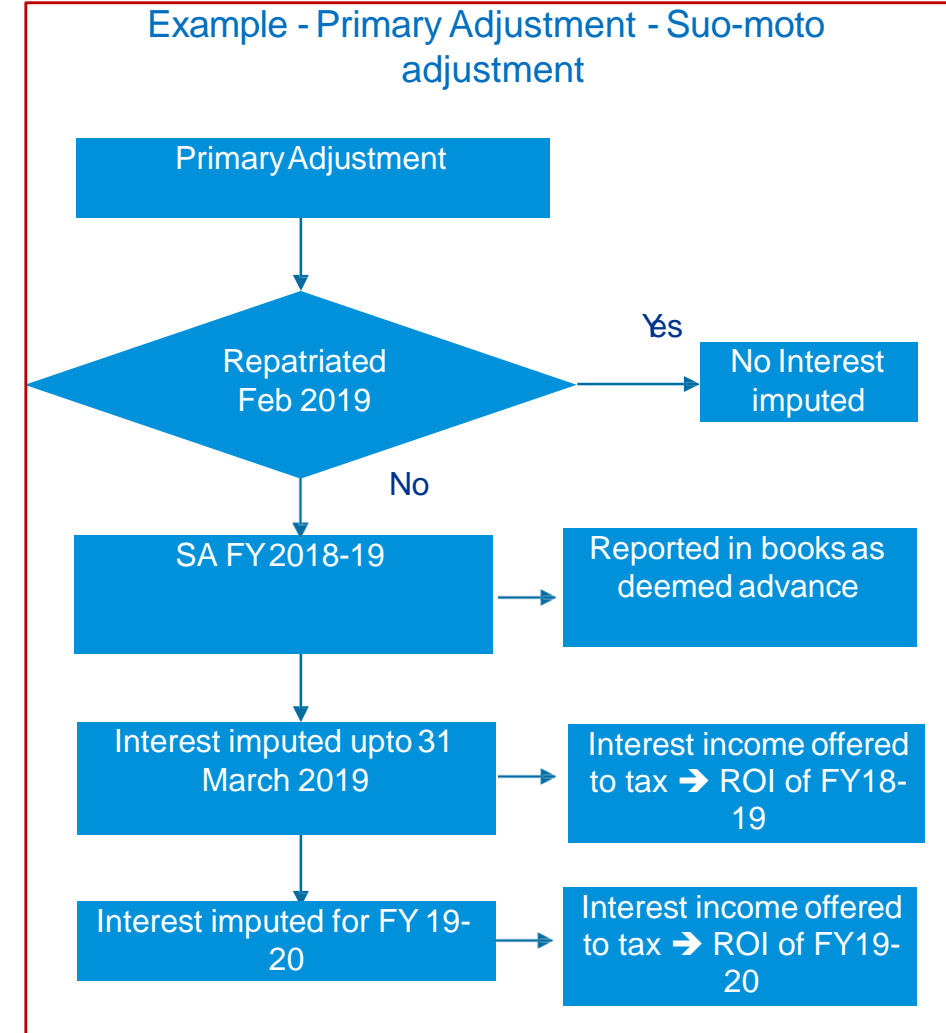 Example - Primary Adjustment - Suo-moto
adjustment
Primary Adjustment
Repatriated
Feb 2019
Yes
No Interest
imputed
No
SA FY 2018-19
Reported in books as
deemed advance
Interest imputed upto 31
March 2019
Interest income offered
to tax ➔ ROI of FY18-
19
Interest imputed for FY 19-
20
Interest income offered
to tax ➔ ROI of FY19-
20